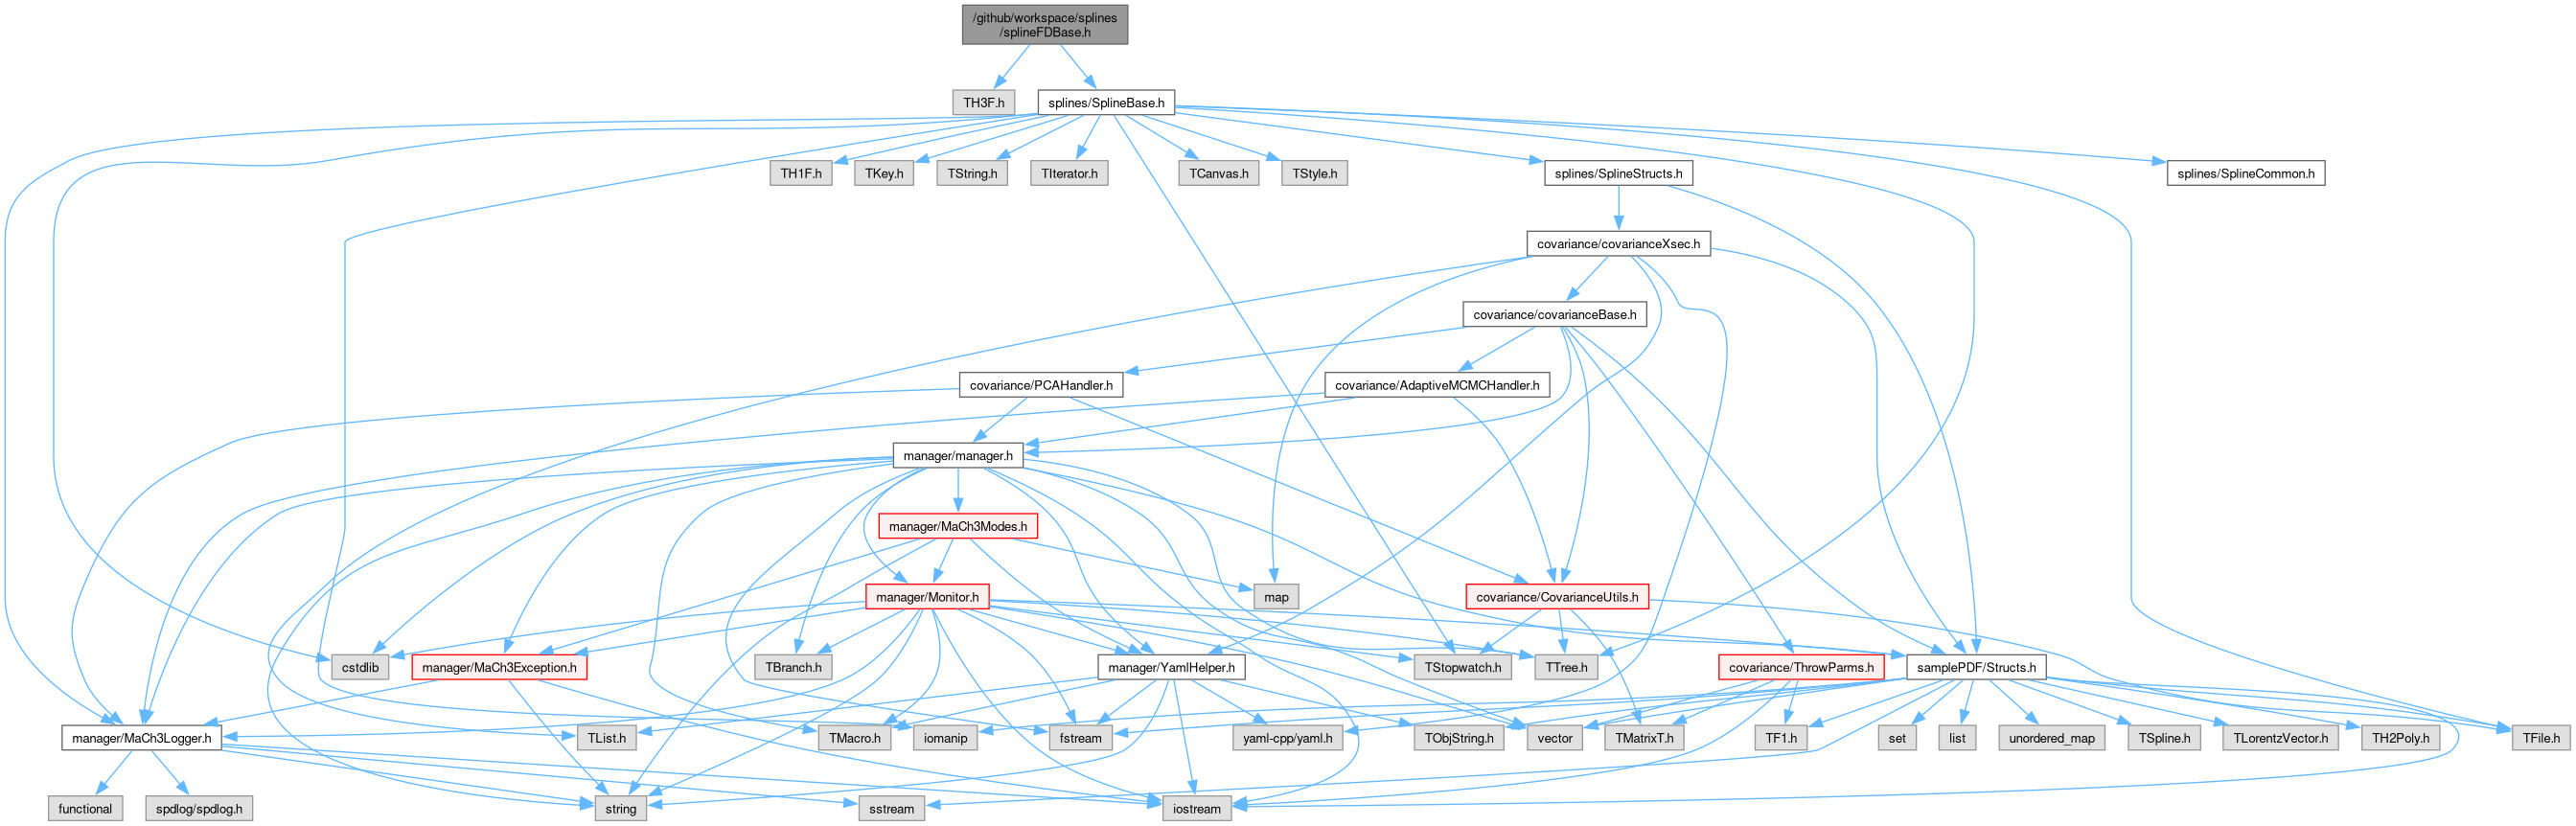 /github/workspace/splines
/splineFDBase.h
TH3F.h
splines/SplineBase.h
TH1F.h
TKey.h
TString.h
TIterator.h
TCanvas.h
TStyle.h
splines/SplineStructs.h
splines/SplineCommon.h
covariance/covarianceXsec.h
covariance/covarianceBase.h
covariance/PCAHandler.h
covariance/AdaptiveMCMCHandler.h
manager/manager.h
manager/MaCh3Modes.h
manager/Monitor.h
map
covariance/CovarianceUtils.h
cstdlib
manager/MaCh3Exception.h
TBranch.h
manager/YamlHelper.h
TStopwatch.h
TTree.h
covariance/ThrowParms.h
samplePDF/Structs.h
manager/MaCh3Logger.h
TList.h
TMacro.h
iomanip
fstream
yaml-cpp/yaml.h
TObjString.h
vector
TMatrixT.h
TF1.h
set
list
unordered_map
TSpline.h
TLorentzVector.h
TH2Poly.h
TFile.h
functional
spdlog/spdlog.h
string
sstream
iostream